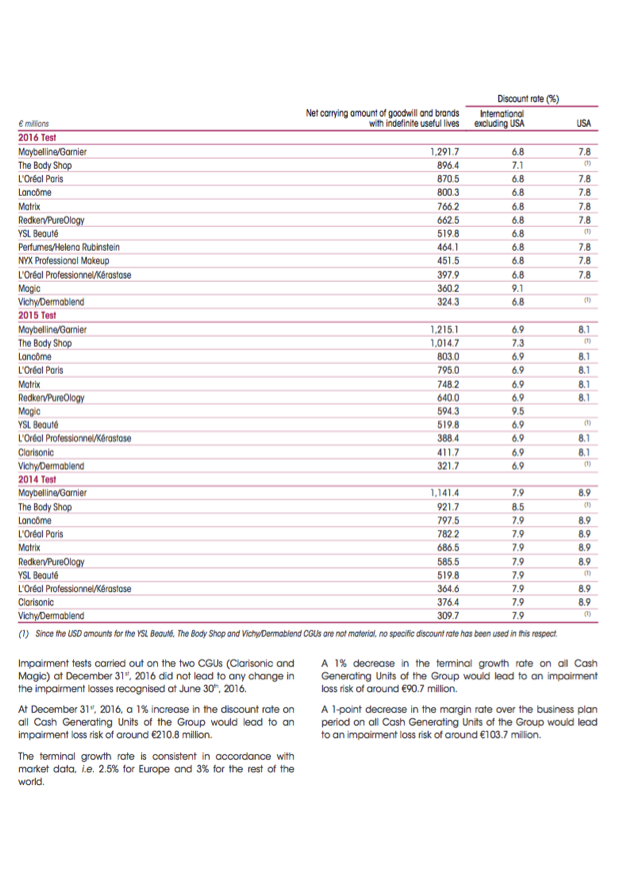 Discount rate (%)
€ millions Net carrying amount of goodwill and brands with indefinite useful lives International excluding USA USA
2016 Test
Maybelline/Garnier 1,291.7 6.8 7.8
The Body Shop 896.4 7.1 (1)
L'Oréal Paris 870.5 6.8 7.8
Lancôme 800.3 6.8 7.8
Matrix 766.2 6.8 7.8
Redken/PureOlogy 662.5 6.8 7.8
YSL Beauté 519.8 6.8 (1)
Perfumes/Helena Rubinstein 464.1 6.8 7.8
NYX Professional Makeup 451.5 6.8 7.8
L'Oréal Professionnel/Kérastase 397.9 6.8 7.8
Magic 360.2 9.1
Vichy/Dermablend 324.3 6.8 (1)
2015 Test
Maybelline/Garnier 1,215.1 6.9 8.1
The Body Shop 1,014.7 7.3 (1)
Lancôme 803.0 6.9 8.1
L'Oréal Paris 795.0 6.9 8.1
Matrix 748.2 6.9 8.1
Redken/PureOlogy 640.0 6.9 8.1
Magic 594.3 9.5
YSL Beauté 519.8 6.9 (1)
L'Oréal Professionnel/Kérastase 388.4 6.9 8.1
Clarisonic 411.7 6.9 8.1
Vichy/Dermablend 321.7 6.9 (1)
2014 Test
Maybelline/Garnier 1,141.4 7.9 8.9
The Body Shop 921.7 8.5 (1)
Lancôme 797.5 7.9 8.9
L'Oréal Paris 782.2 7.9 8.9
Matrix 686.5 7.9 8.9
Redken/PureOlogy 585.5 7.9 8.9
YSL Beauté 519.8 7.9 (1)
L'Oréal Professionnel/Kérastase 364.6 7.9 8.9
Clarisonic 376.4 7.9 8.9
Vichy/Dermablend 309.7 7.9 (1)
(1) Since the USD amounts for the YSL Beauté, The Body Shop and Vichy/Dermablend CGUs are not material, no specific discount rate has been used in this respect.
Impairment tests carried out on the two CGUs (Clarisonic and
Magic) at December 31st, 2016 did not lead to any change in
the impairment losses recognised at June 30th, 2016.
At December 31st, 2016, a 1% increase in the discount rate on
all Cash Generating Units of the Group would lead to an
impairment loss risk of around €210.8 million.
The terminal growth rate is consistent in accordance with
market data, i.e. 2.5% for Europe and 3% for the rest of the
world.
A 1% decrease in the terminal growth rate on all Cash
Generating Units of the Group would lead to an impairment
loss risk of around €90.7 million.
A 1-point decrease in the margin rate over the business plan
period on all Cash Generating Units of the Group would lead
to an impairment loss risk of around €103.7 million.